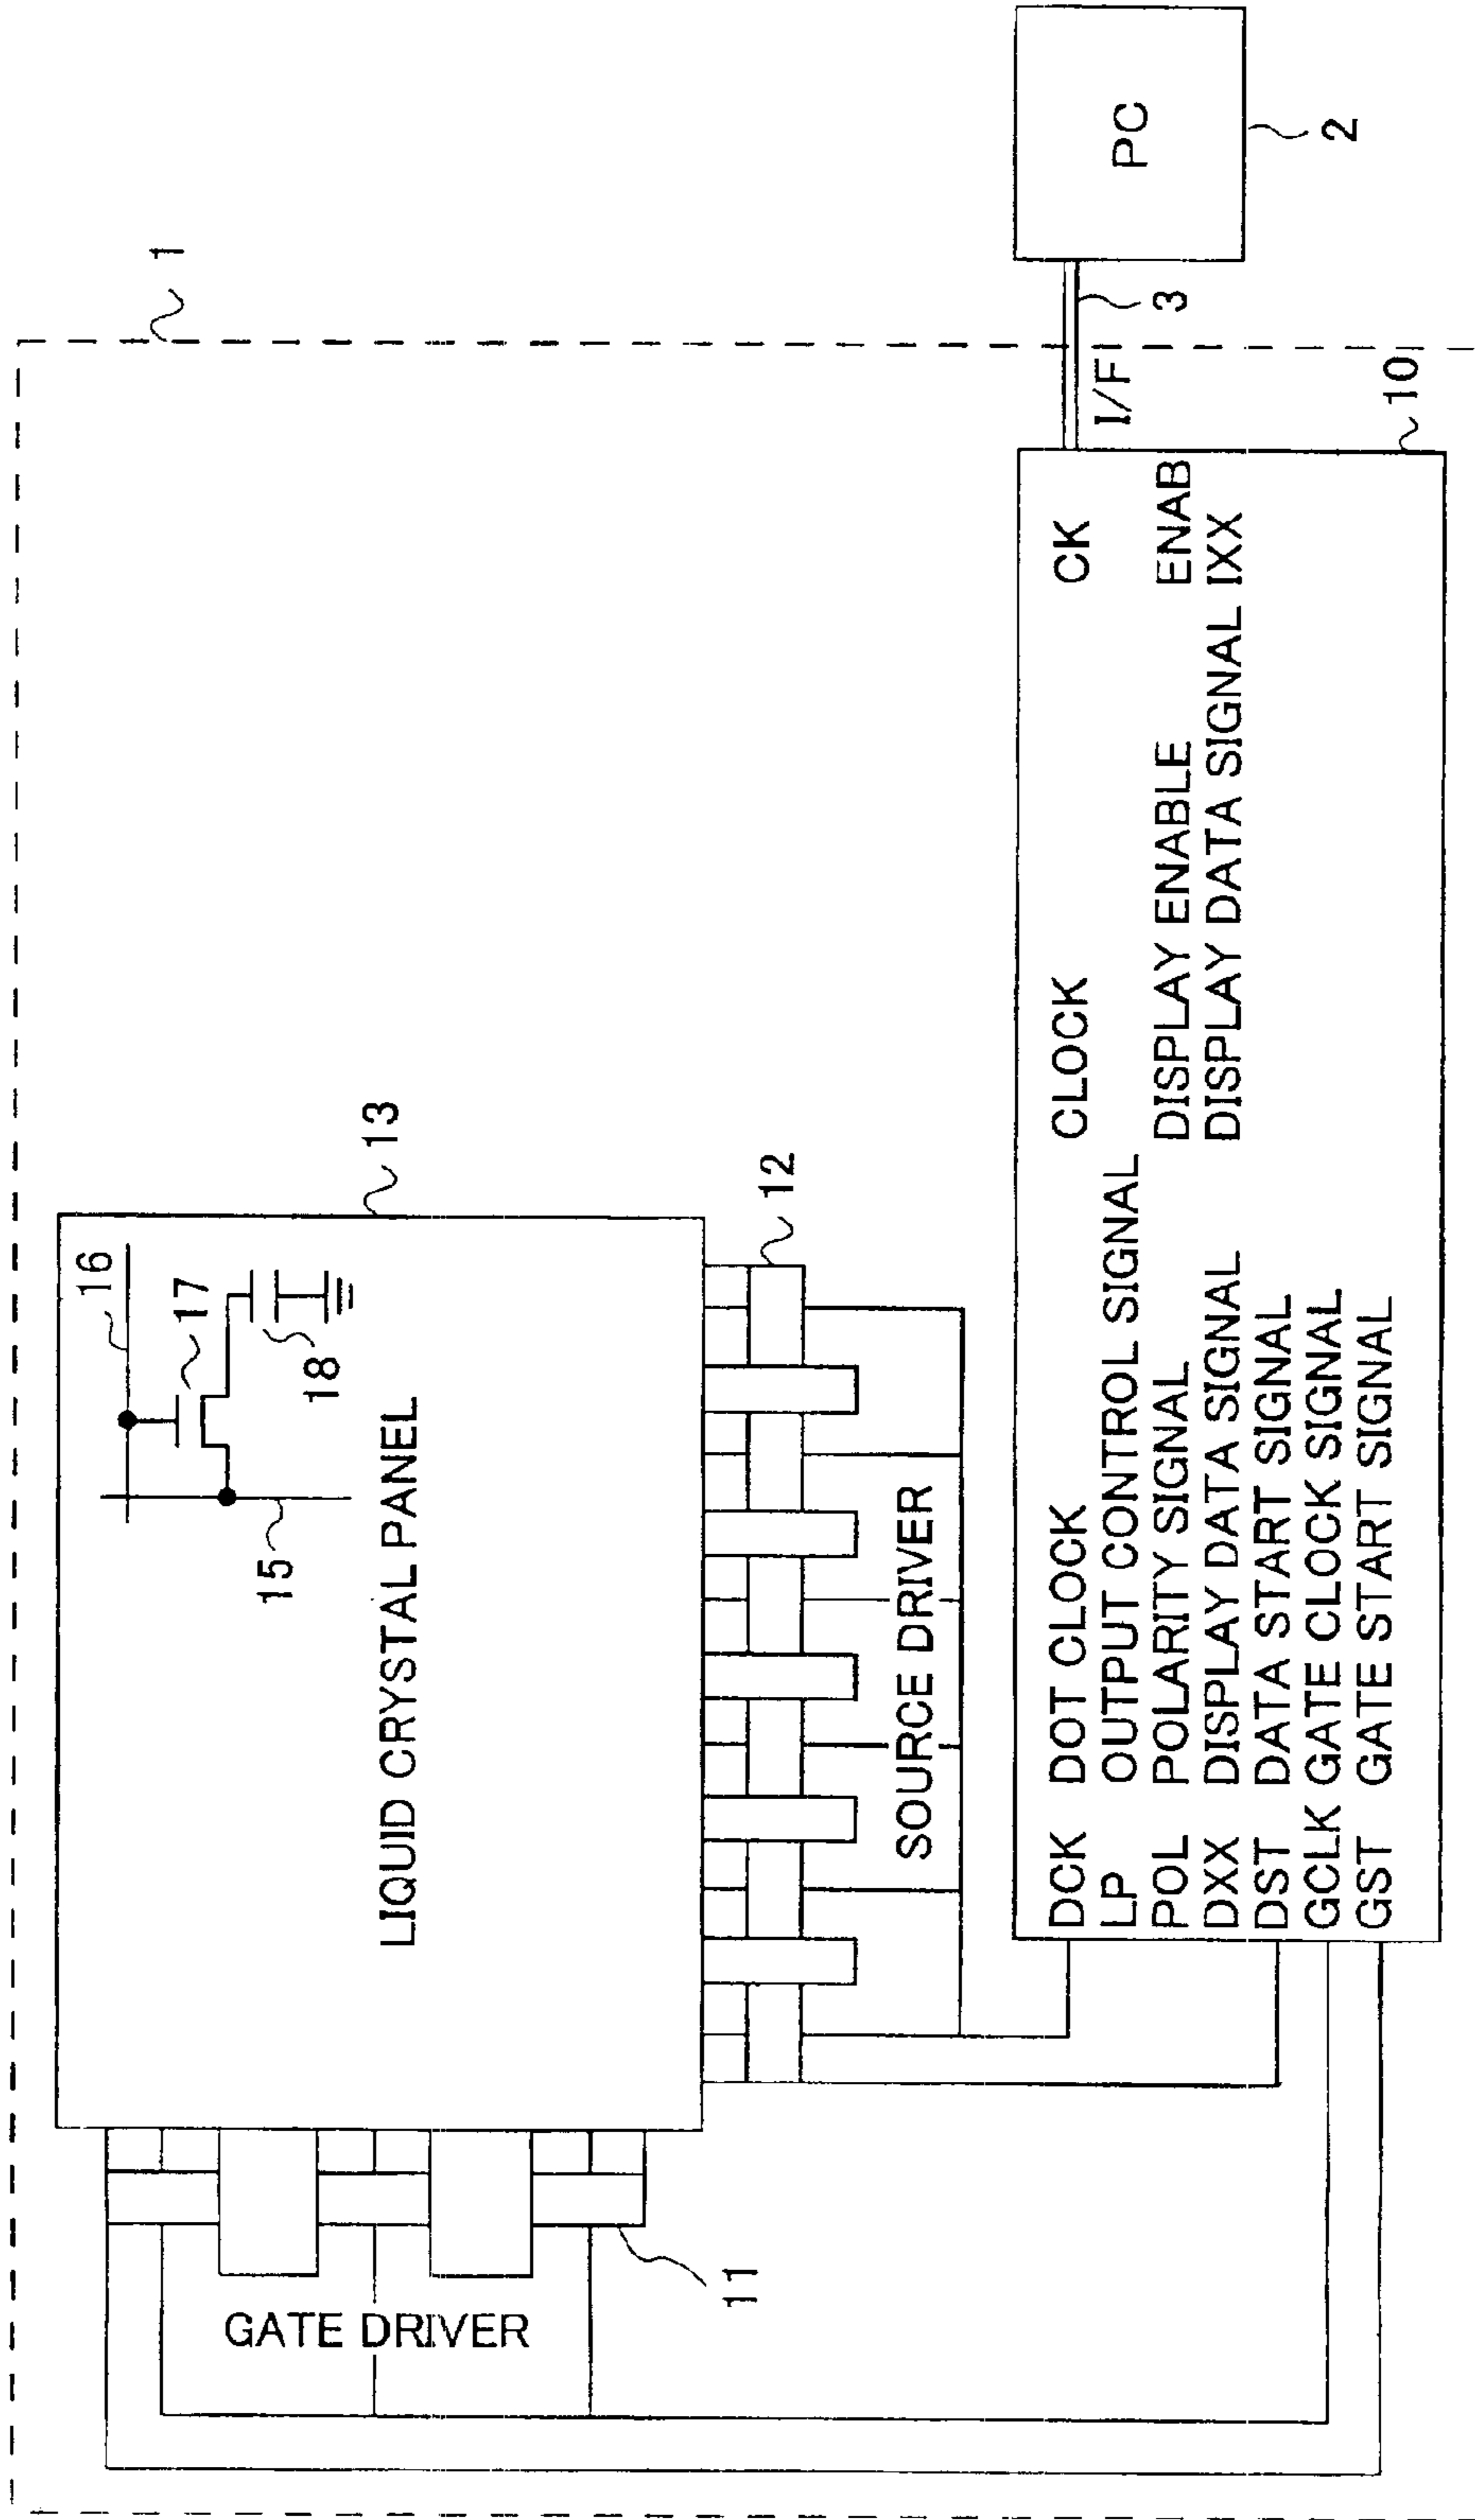 1
LIQUID CRYSTAL PANEL
16
17
18
15
13
12
GATE DRIVER
11
SOURCE DRIVER
DCK DOT CLOCK
LP OUTPUT CONTROL SIGNAL
POL POLARITY SIGNAL
DXX DISPLAY DATA SIGNAL
DST DATA START SIGNAL
GCLK GATE CLOCK SIGNAL
GST GATE START SIGNAL
CLOCK CK
DISPLAY ENABLE ENAB
DISPLAY DATA SIGNAL IXX
10
I/F
3
PC
2